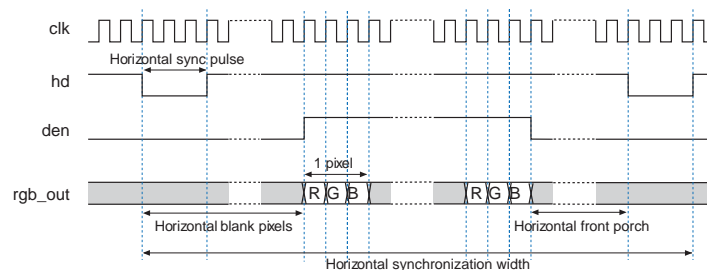 clk
Horizontal sync pulse
hd
den
1 pixel
rgb_out
R G B
R G B
Horizontal blank pixels
Horizontal front porch
Horizontal synchronization width